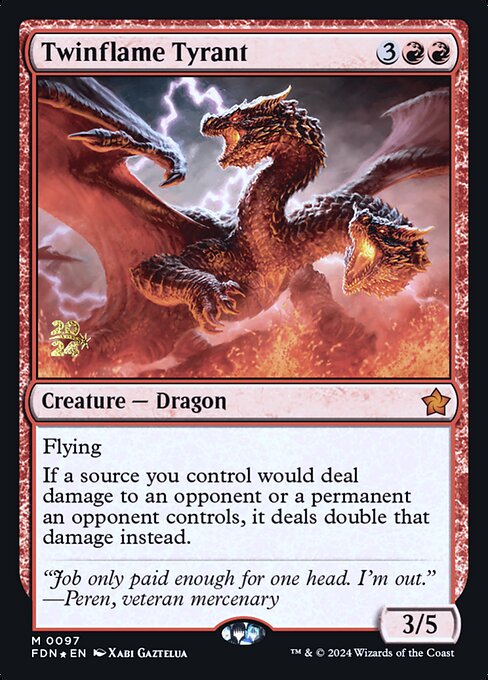 Twinflame Tyrant 3
Creature — Dragon
Flying
If a source you control would deal
damage to an opponent or a permanent
an opponent controls, it deals double that
damage instead.
“Job only paid enough for one head. I'm out.”
—Peren, veteran mercenary
3/5
M 0097
FDN ★ EN Xabi Gaztelua
™ & © 2024 Wizards of the Coast